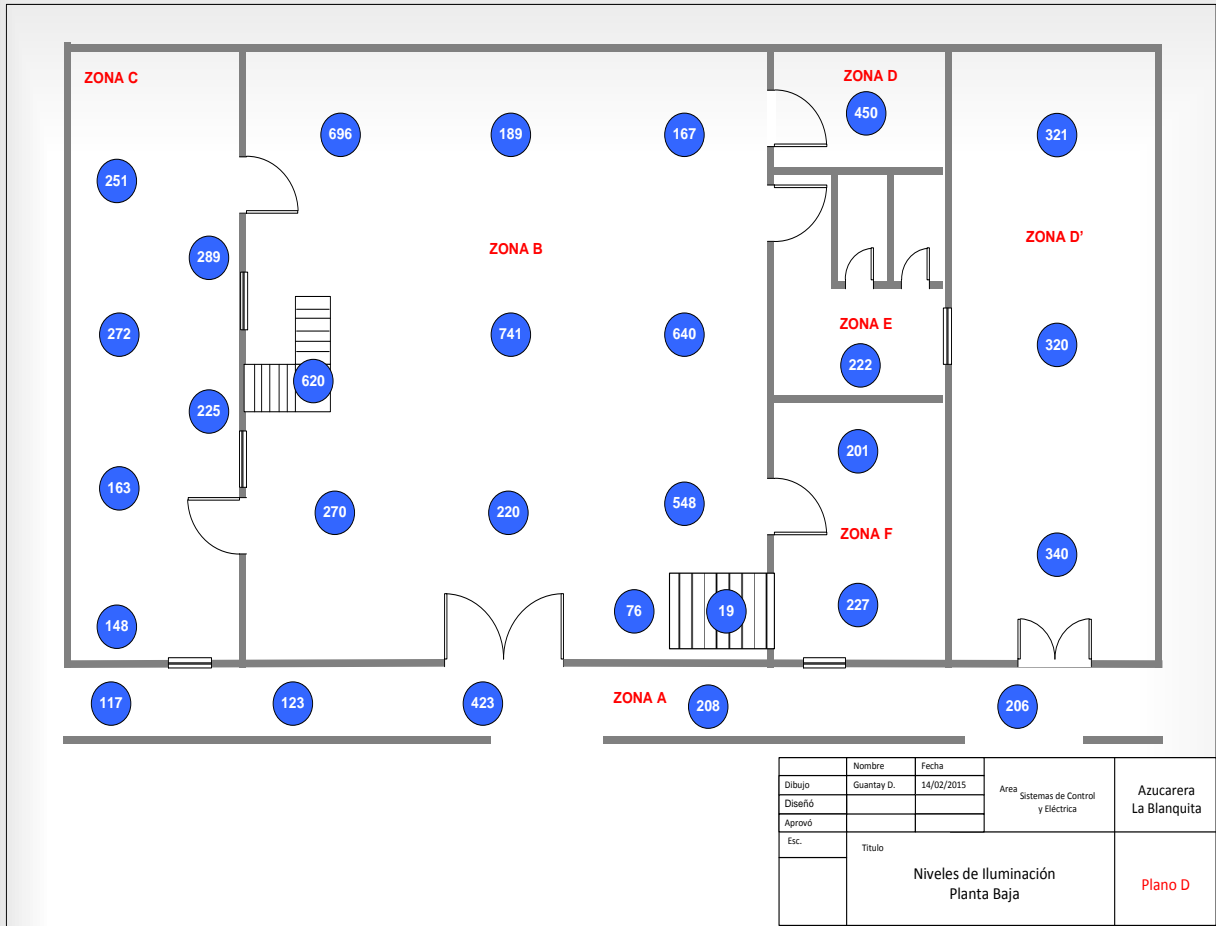 ZONA C
ZONA D
450
696
189
167
321
251
ZONA D'
ZONA B
289
272
741
640
ZONA E
320
222
620
225
201
163
270
220
548
ZONA F
340
148
76
19
227
117
123
423
ZONA A
208
206
Nombre
Fecha
Dibujo
Guantay D.
14/02/2015
Area
Sistemas de Control
y Eléctrica
Azucarera
La Blanquita
Diseñó
Aprovó
Esc.
Titulo
Niveles de Iluminación
Planta Baja
Plano D